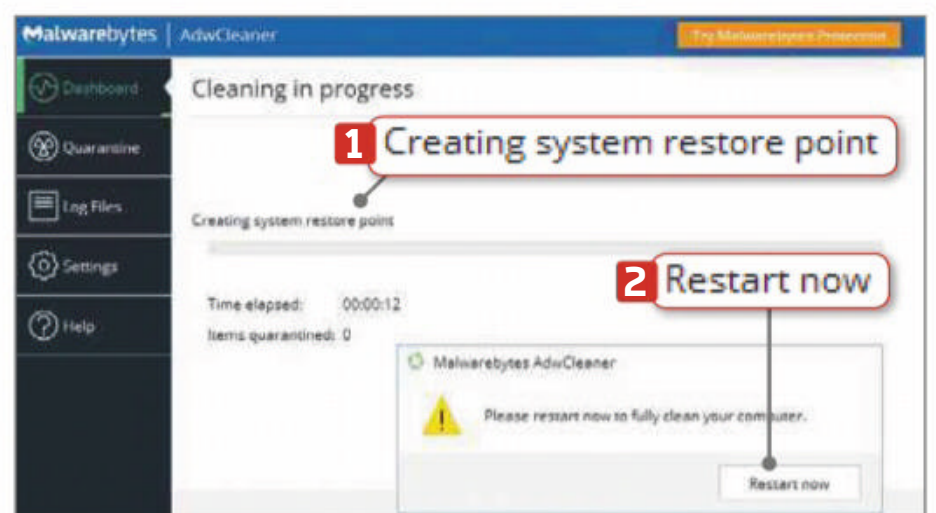 Malwarebytes | AdwCleaner
Try Malwarebytes Protection
Dashboard
Cleaning in progress
Quarantine
1 Creating system restore point
Log Files
Creating system restore point
Settings
2 Restart now
Time elapsed: 00:00:12
Help
Items quarantined: 0
Malwarebytes AdwCleaner
Please restart now to fully clean your computer.
Restart now